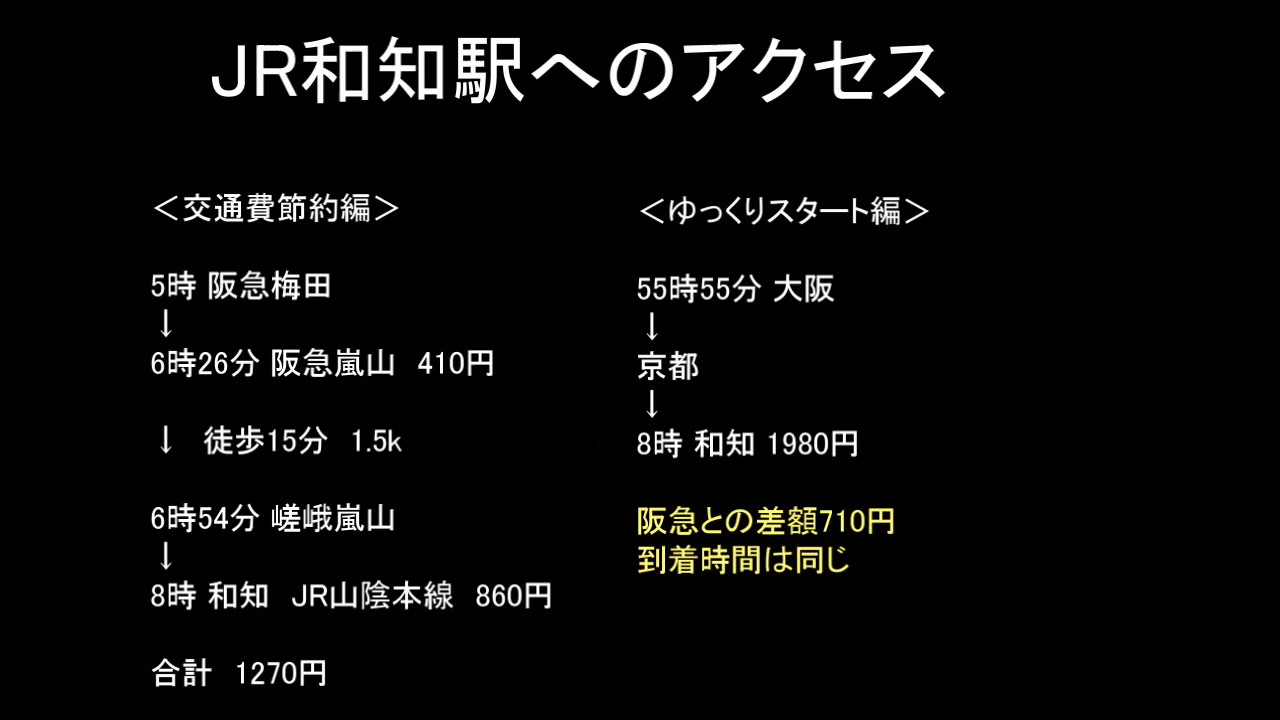 JR和知駅へのアクセス
＜交通費節約編＞
5時 阪急梅田
↓
6時26分 阪急嵐山　410円
↓　徒歩15分　1.5k
6時54分 嵯峨嵐山
↓
8時 和知　JR山陰本線　860円
合計　1270円
＜ゆっくりスタート編＞
55時55分 大阪
↓
京都
↓
8時 和知 1980円
阪急との差額710円
到着時間は同じ